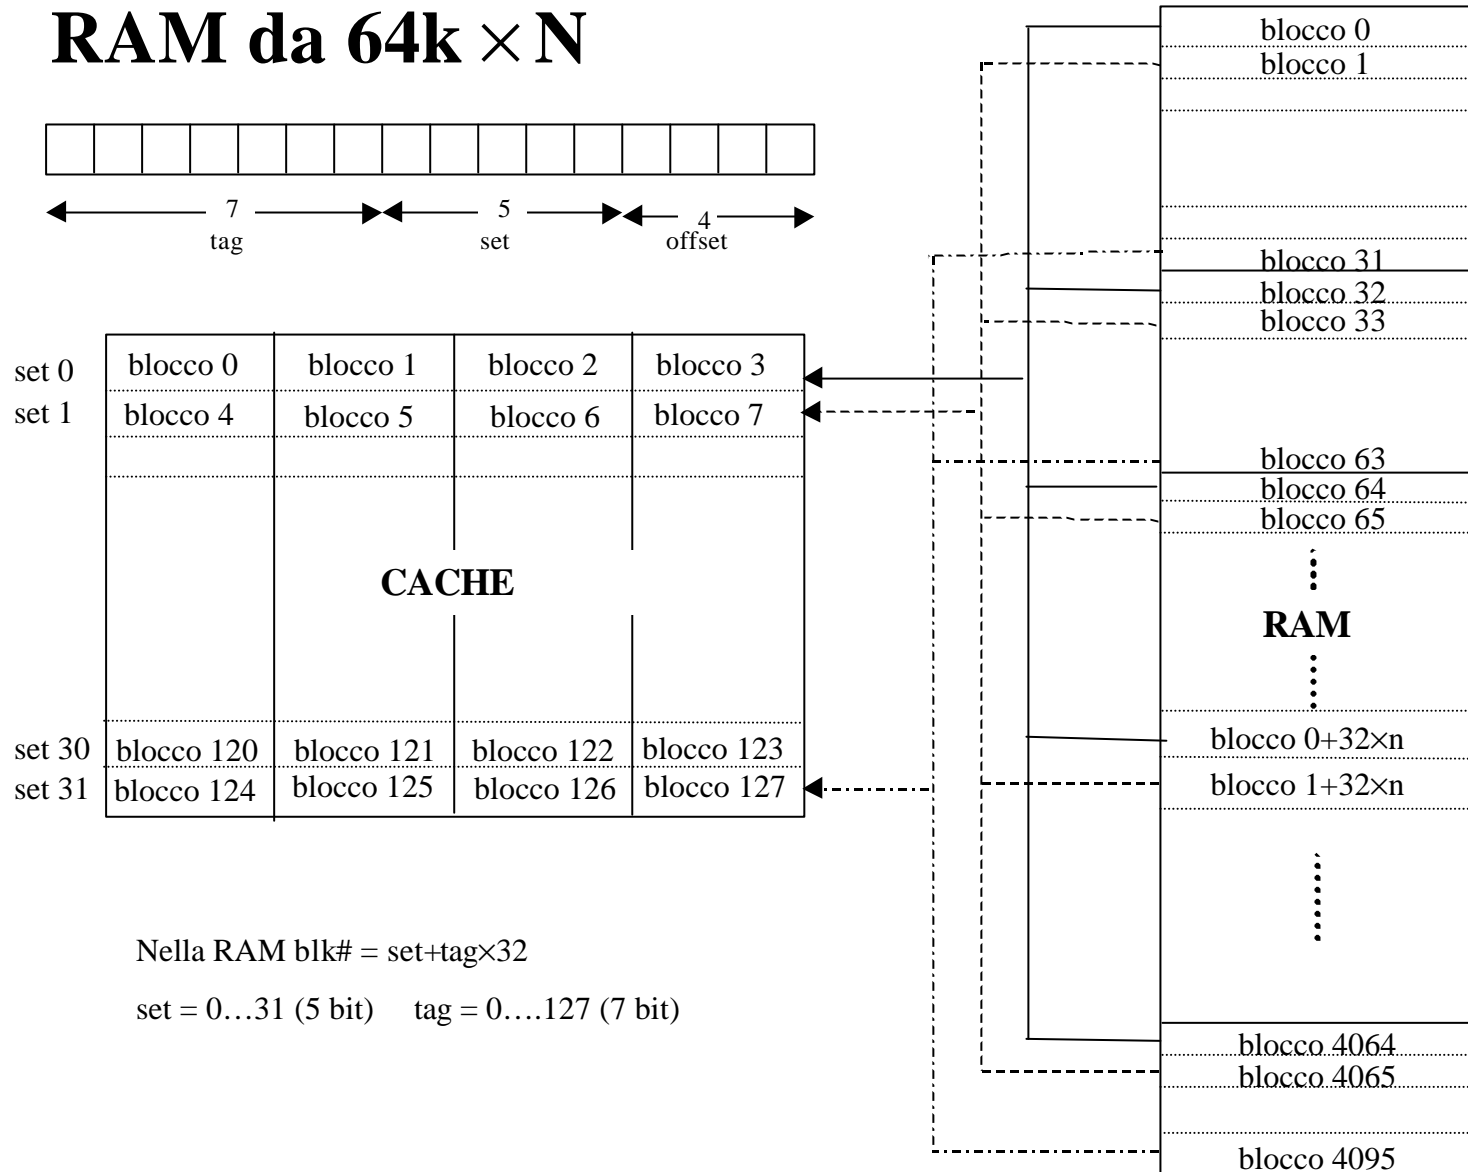 RAM da 64k × N
7
5
4
tag
set
offset
set 0
blocco 0
blocco 1
blocco 2
blocco 3
set 1
blocco 4
blocco 5
blocco 6
blocco 7
CACHE
set 30
blocco 120
blocco 121
blocco 122
blocco 123
set 31
blocco 124
blocco 125
blocco 126
blocco 127
Nella RAM blk# = set+tag×32
set = 0…31 (5 bit) tag = 0….127 (7 bit)
blocco 0
blocco 1
blocco 31
blocco 32
blocco 33
blocco 63
blocco 64
blocco 65
RAM
blocco 0+32×n
blocco 1+32×n
blocco 4064
blocco 4065
blocco 4095